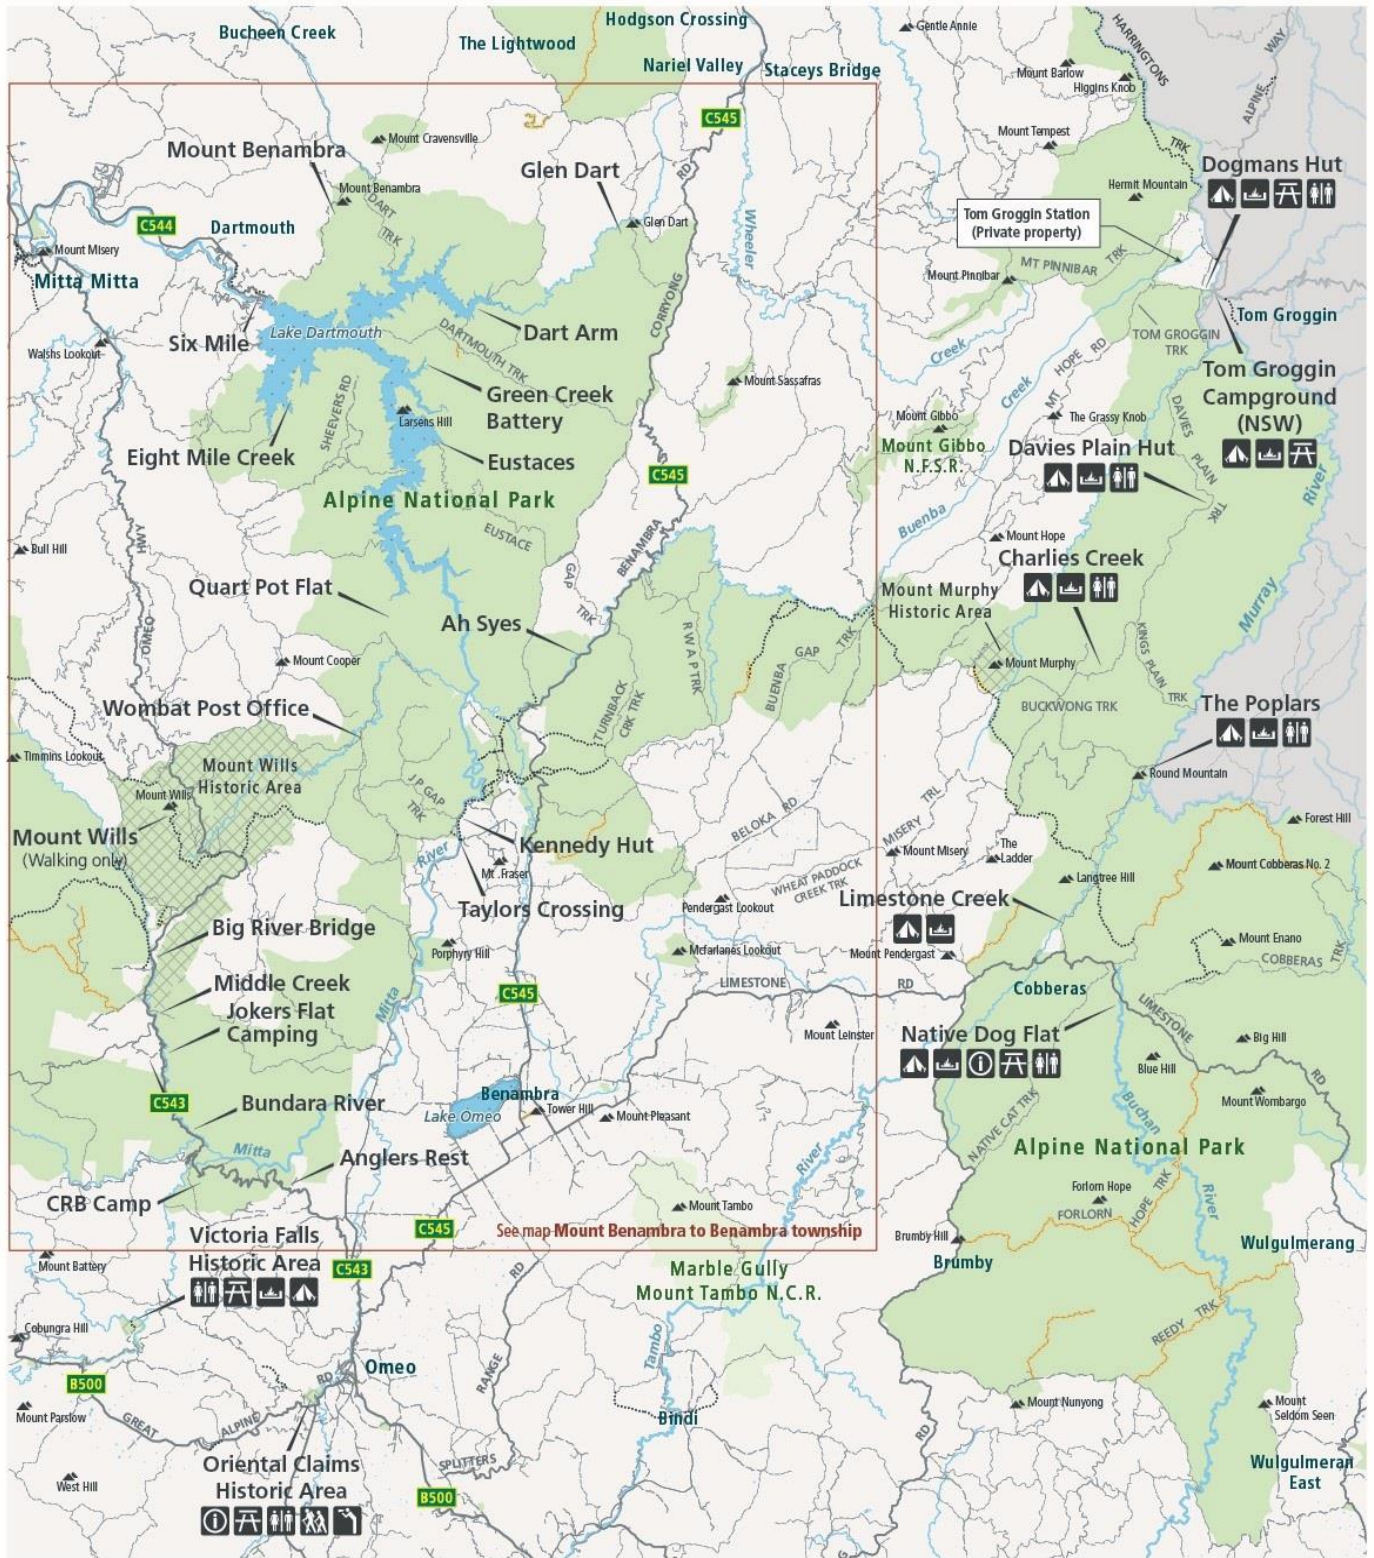 Bucheen Creek
The Lightwood
Hodgson Crossing
Nariel Valley
Staceys Bridge
Gentle Annie
HARRINGTONS
TRK
ALPINE
WAY
Mount Barlow
Higgins Knob
C545
Mount Tempest
Mount Cravensville
Mount Benambra
Mount Benambra
DART
TRK
Glen Dart
Glen Dart
RD
Wheeler
Hermit Mountain
Dogmans Hut
Tom Groggin Station
(Private property)
C544
Dartmouth
Mount Misery
Mitta Mitta
MT PINNIBAR
TRK
Mount Pinnibar
CORRYONG
Tom Groggin
Six Mile
Lake Dartmouth
Dart Arm
DARTMOUTH TRK
Walshs Lookout
Creek
TOM GROGGIN
TRK
Creek
MT
HOPE
RD
Tom Groggin
Campground
(NSW)
Green Creek
Battery
SHEEVERS RD
Larsens Hill
Mount Sassafras
Mount Gibbo
Mount Gibbo
N.F.S.R.
The Grassy Knob
DAVIES
PLAIN
TRK
Davies Plain Hut
Eight Mile Creek
Eustaces
C545
River
Alpine National Park
Buenba
HWY
EUSTACE
GAP
TRK
BENAMBRA
Bull Hill
Mount Hope
Charlies Creek
Quart Pot Flat
Mount Murphy
Historic Area
Murray
Ah Syes
OMEO
R W A P TRK
BUENBA
GAP
TRK
KINGS PLAIN
TRK
Mount Cooper
Mount Murphy
Wombat Post Office
TURNBACK
CRK TRK
BUCKWONG TRK
The Poplars
Timmins Lookout
Mount Wills
Historic Area
Mount Wills
Round Mountain
J P GAP
TRK
BELOKA RD
MISERY
TRL
Forest Hill
Mount Wills
(Walking only)
River
Kennedy Hut
Mt .Fraser
Mount Misery
The
Ladder
Mount Cobberas No. 2
WHEAT PADDOCK
CREEK TRK
Langtree Hill
Taylors Crossing
Pendergast Lookout
Limestone Creek
Big River Bridge
Porphyry Hill
Mcfarlanes Lookout
Mount Pendergast
Mount Enano
COBBERAS
TRK
Middle Creek
Jokers Flat
Camping
C545
LIMESTONE
RD
Cobberas
Mitta
Mount Leinster
Native Dog Flat
LIMESTONE
RD
Big Hill
Blue Hill
C543
Benambra
Lake Omeo
Tower Hill
Mount Pleasant
Mount Wombargo
Bundara River
NATIVE CAT TRK
Buchan
River
Alpine National Park
Mitta
Anglers Rest
River
CRB Camp
Mount Tambo
Forlorn Hope
FORLORN
HOPE
TRK
C545
See map Mount Benambra to Benambra township
Brumby Hill
Brumby
Wulgulmerang
Victoria Falls
Historic Area
Mount Battery
C543
RD
Marble Gully
Mount Tambo N.C.R.
Cobungra Hill
Tambo
REEDY
TRK
B500
Omeo
RD
RANGE
Mount Parslow
GREAT
ALPINE
Bindi
Mount Nunyong
Mount
Seldom Seen
RD
Oriental Claims
Historic Area
SPLITTERS
B500
West Hill
Wulgulmeran
East
G